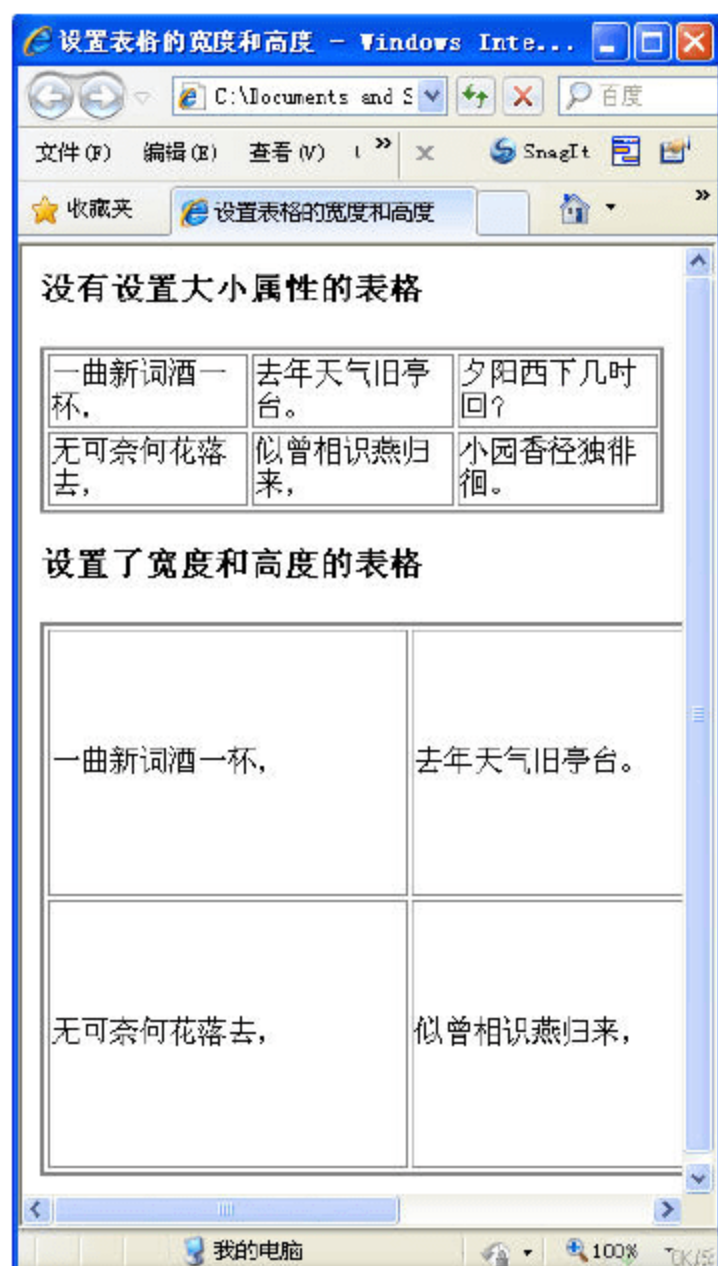 设置表格的宽度和高度 - Windows Inte...
C:\Documents and S
百度
文件(F) 编辑(E) 查看(V)
SnagIt
收藏夹
设置表格的宽度和高度
没有设置大小属性的表格
一曲新词酒一
杯,
去年天气旧亭
台。
夕阳西下几时
回?
无可奈何花落
去,
似曾相识燕归
来,
小园香径独徘
徊。
设置了宽度和高度的表格
一曲新词酒一杯,
去年天气旧亭台。
无可奈何花落去,
似曾相识燕归来,
我的电脑
100%